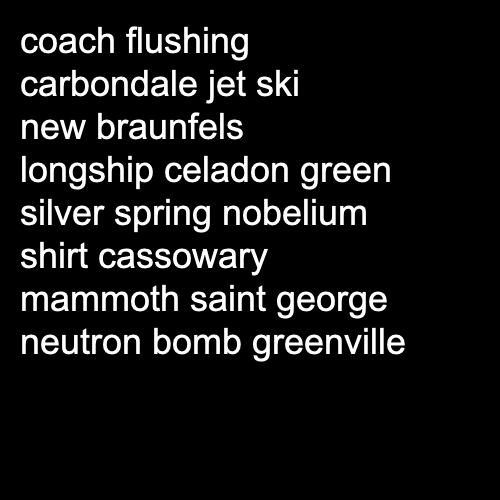 coach flushing
carbondale jet ski
new braunfels
longship celadon green
silver spring nobelium
shirt cassowary
mammoth saint george
neutron bomb greenville